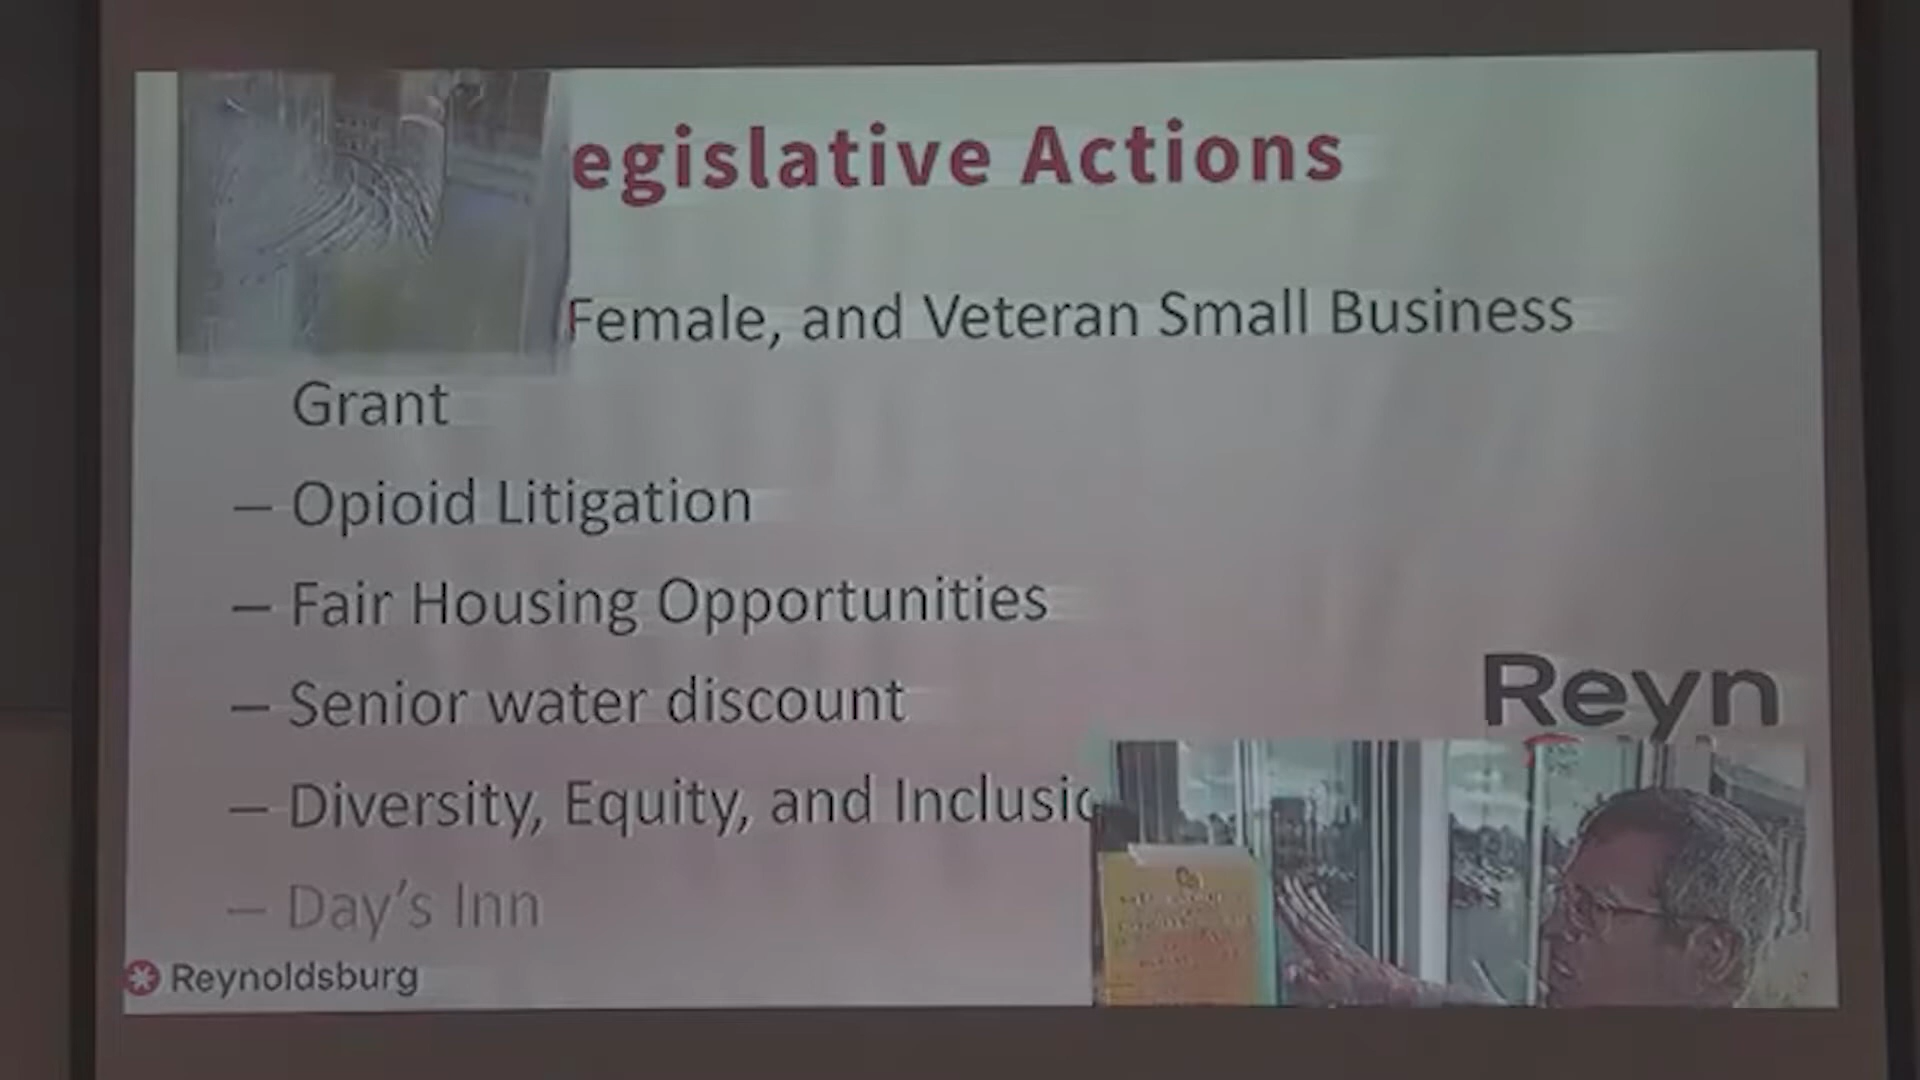 egislative Actions
Female, and Veteran Small Business
Grant
– Opioid Litigation
– Fair Housing Opportunities
– Senior water discount
– Diversity, Equity, and Inclusio
– Day's Inn
Reyn
Reynoldsburg